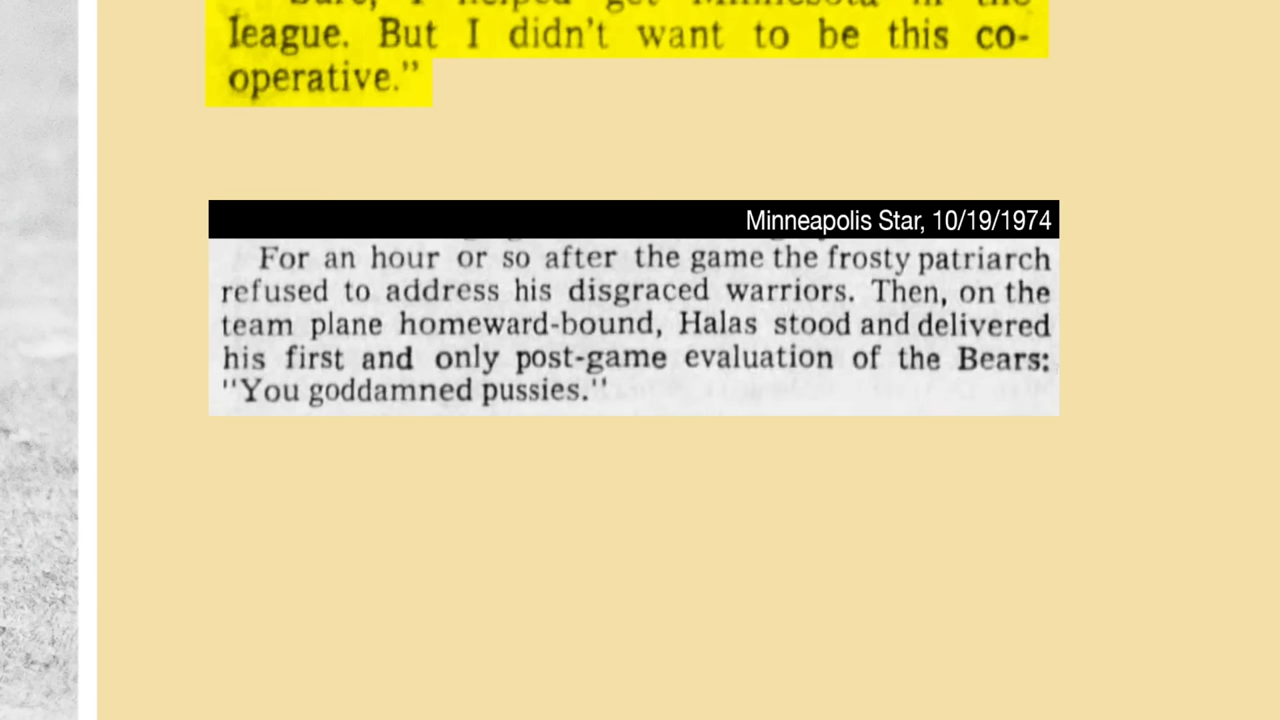 league. But I didn't want to be this co-
operative."
Minneapolis Star, 10/19/1974
For an hour or so after the game the frosty patriarch
refused to address his disgraced warriors. Then, on the
team plane homeward-bound, Halas stood and delivered
his first and only post-game evaluation of the Bears:
"You goddamned pussies."